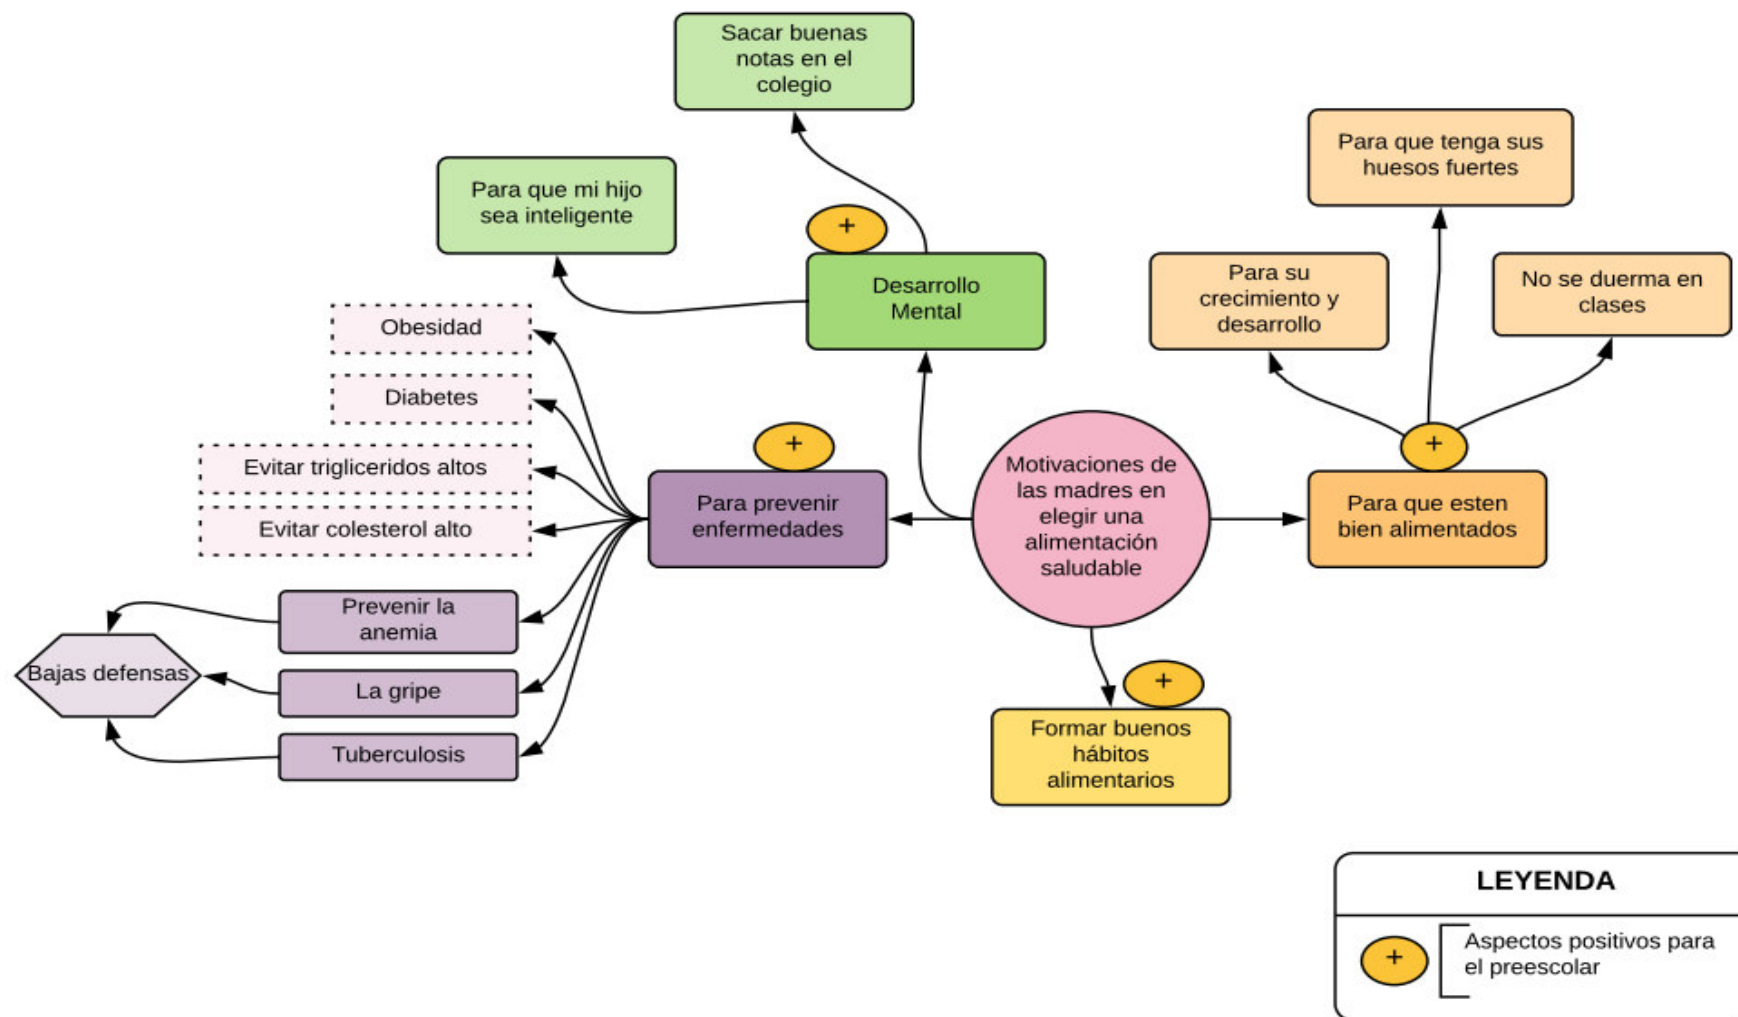 Sacar buenas
notas en el
colegio
Para que mi hijo
sea inteligente
+
Desarrollo
Mental
Para que tenga sus
huesos fuertes
Para su
crecimiento y
desarrollo
No se duerma en
clases
+
Para que esten
bien alimentados
Obesidad
Diabetes
Evitar trigliceridos altos
Evitar colesterol alto
+
Para prevenir
enfermedades
Motivaciones de
las madres en
elegir una
alimentación
saludable
Prevenir la
anemia
Bajas defensas
La gripe
Tuberculosis
+
Formar buenos
hábitos
alimentarios
LEYENDA
+
Aspectos positivos para
el preescolar